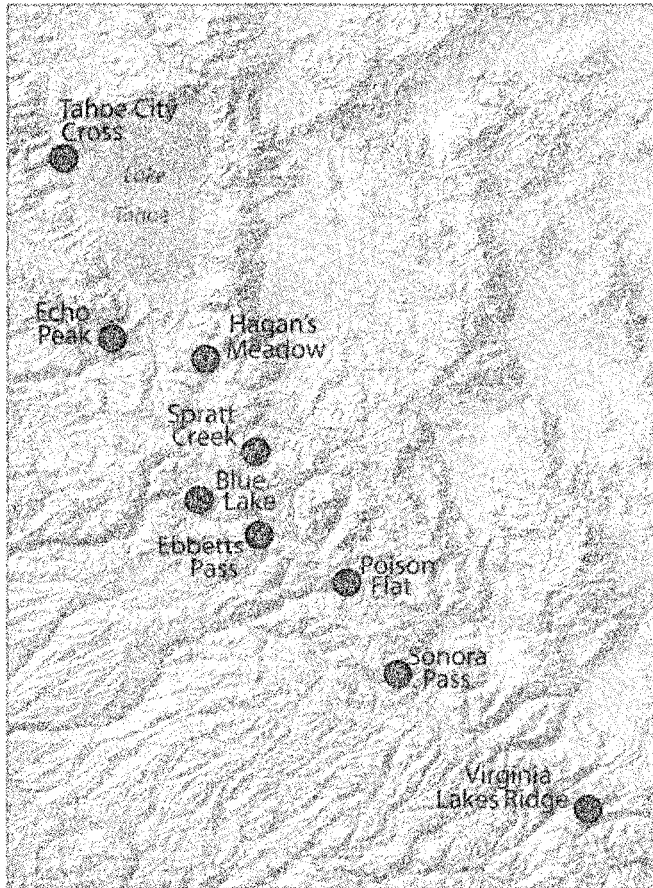 Tahoe City
Cross
Lake
Tahoe
Echo
Peak
Hagan's
Meadow
Spratt
Creek
Blue
Lake
Ebbetts
Pass
Poison
Flat
Sonora
Pass
Virginia
Lakes Ridge